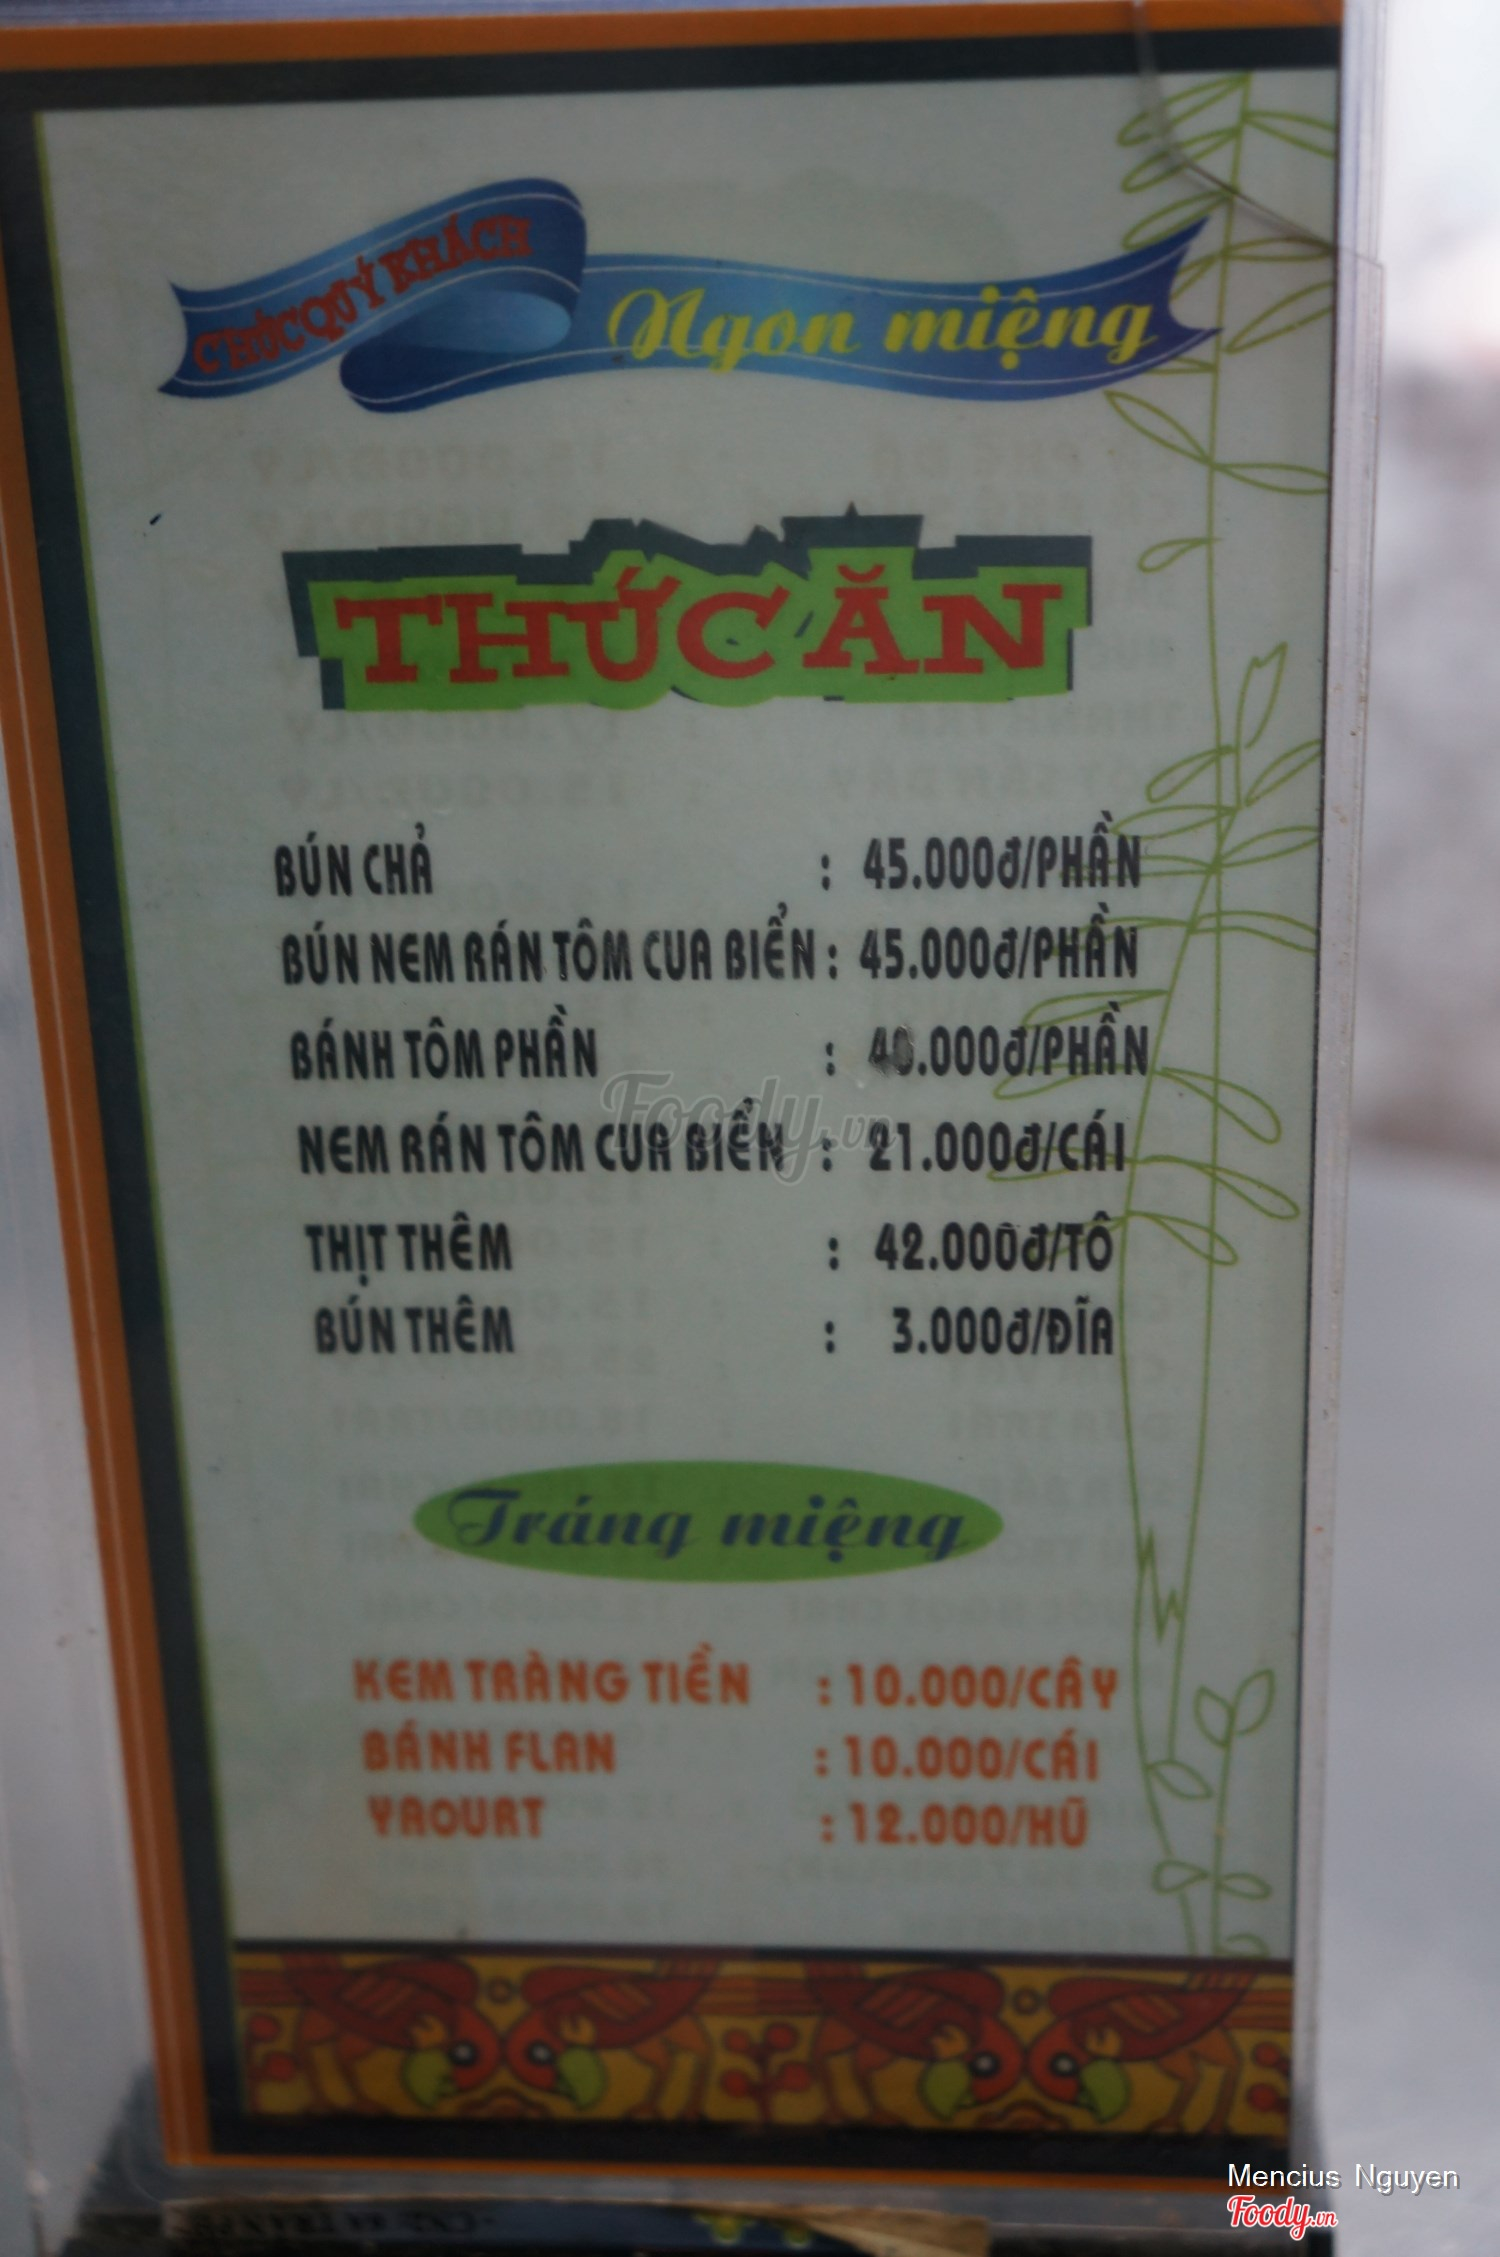 CHÚC QUÝ KHÁCH
Ngon miệng
THỨC ĂN
BÚN CHẢ : 45.000đ/PHẦN
BÚN NEM RÁN TÔM CUA BIỂN : 45.000đ/PHẦN
BÁNH TÔM PHẦN : 40.000đ/PHẦN
NEM RÁN TÔM CUA BIỂN : 21.000đ/CÁI
THỊT THÊM : 42.000đ/TÔ
BÚN THÊM : 3.000đ/ĐĨA
Tráng miệng
KEM TRÀNG TIỀN : 10.000/CÂY
BÁNH FLAN : 10.000/CÁI
YAOURT : 12.000/HŨ
Foody.vn
Mencius Nguyen
Foody.vn